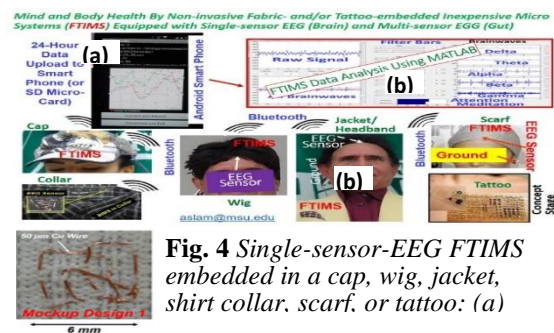 Mind and Body Health By Non-invasive Fabric- and/or Tattoo-embedded Inexpensive Micro
Systems (FTIMS) Equipped with Single-sensor EEG (Brain) and Multi-sensor EGG (Gut)
24-Hour
Data
Upload to
Smart
Phone (or
SD Micro-
Card)
(a)
Android Smart Phone
Filter Bars
Raw Signal
Delta
Theta
Alpha
Beta
Gamma
Attention
Meditation
Brainwaves
FTIMS Data Analysis Using MATLAB
(b)
Bluetooth
Bluetooth
Cap
FTIMS
Collar
Bluetooth
FTIMS
EEG
Sensor
Wig
aslam@msu.edu
Jacket/
Headband
EEG
Sensor
Ground
(b)
FTIMS
Bluetooth
Scarf
FTIMS
Ground
EEG Sensor
Tattoo
Concept
Stage
50 µm Cu Wire
Mockup Design 1
6 mm
Fig. 4 Single-sensor-EEG FTIMS
embedded in a cap, wig, jacket,
shirt collar, scarf, or tattoo: (a)